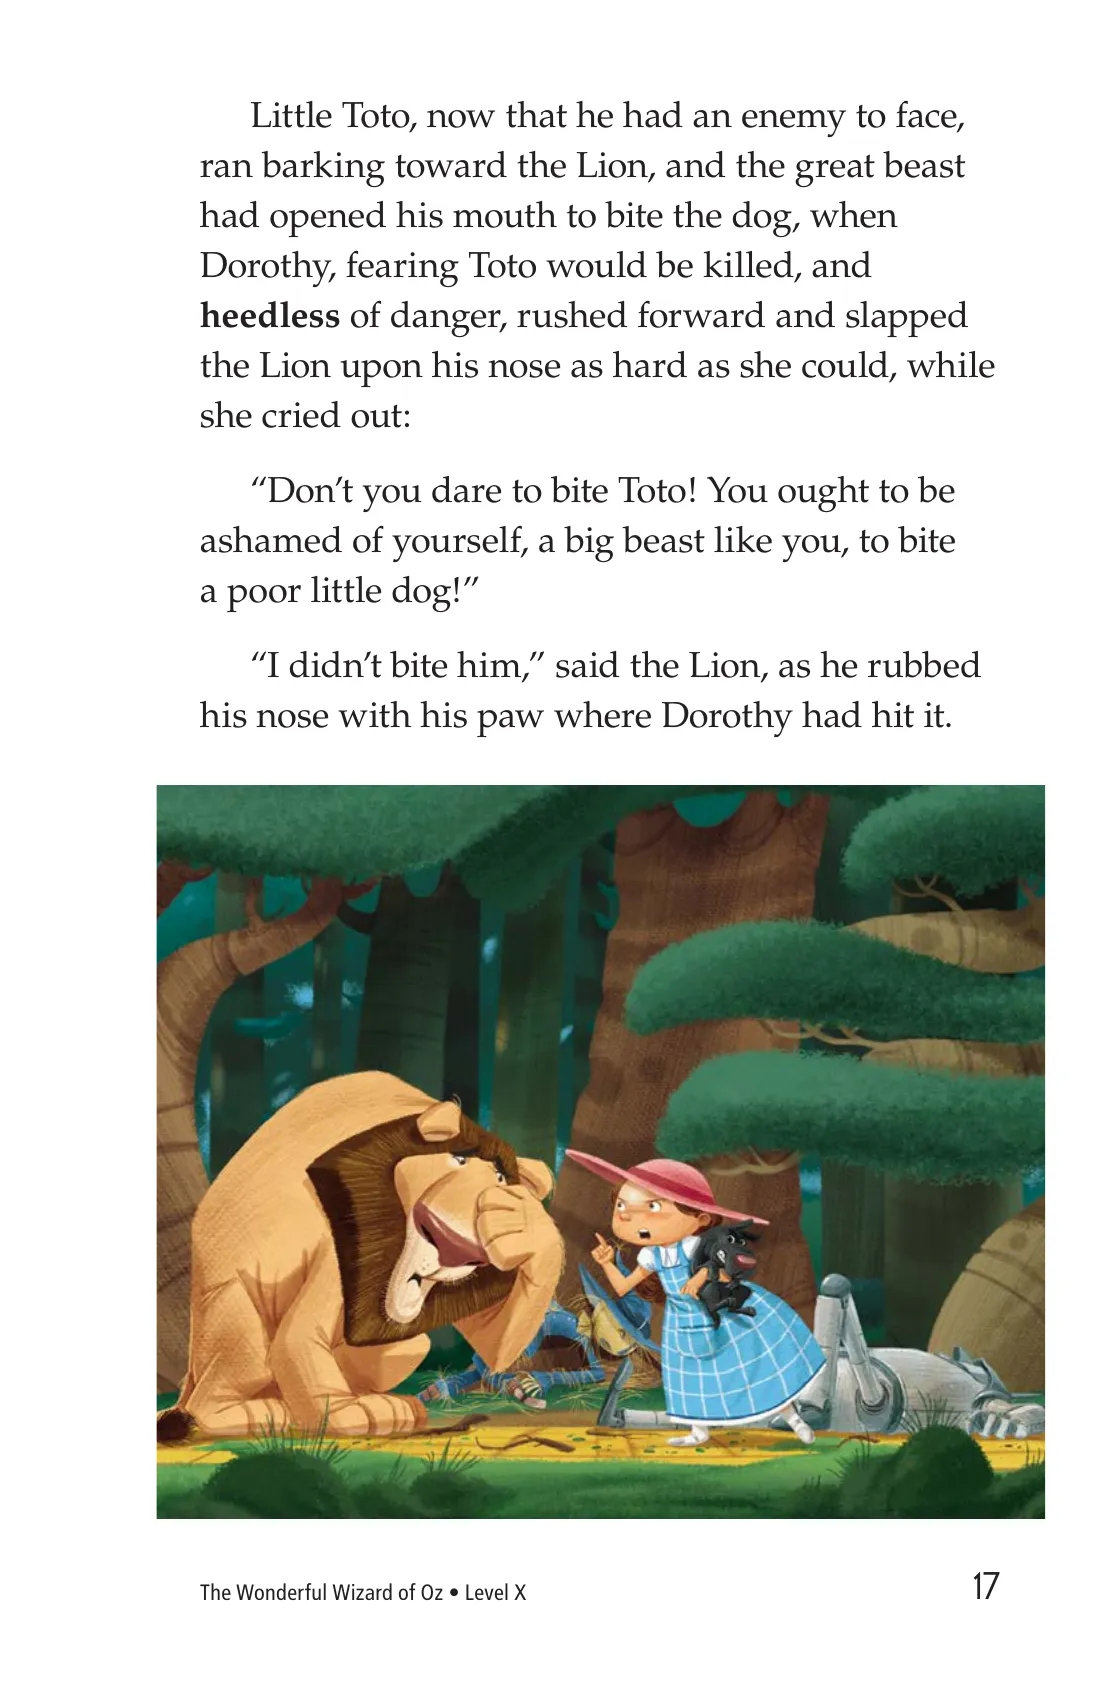 Little Toto, now that he had an enemy to face,
ran barking toward the Lion, and the great beast
had opened his mouth to bite the dog, when
Dorothy, fearing Toto would be killed, and
heedless of danger, rushed forward and slapped
the Lion upon his nose as hard as she could, while
she cried out:
“Don’t you dare to bite Toto! You ought to be
ashamed of yourself, a big beast like you, to bite
a poor little dog!”
“I didn’t bite him,” said the Lion, as he rubbed
his nose with his paw where Dorothy had hit it.
The Wonderful Wizard of Oz • Level X
17